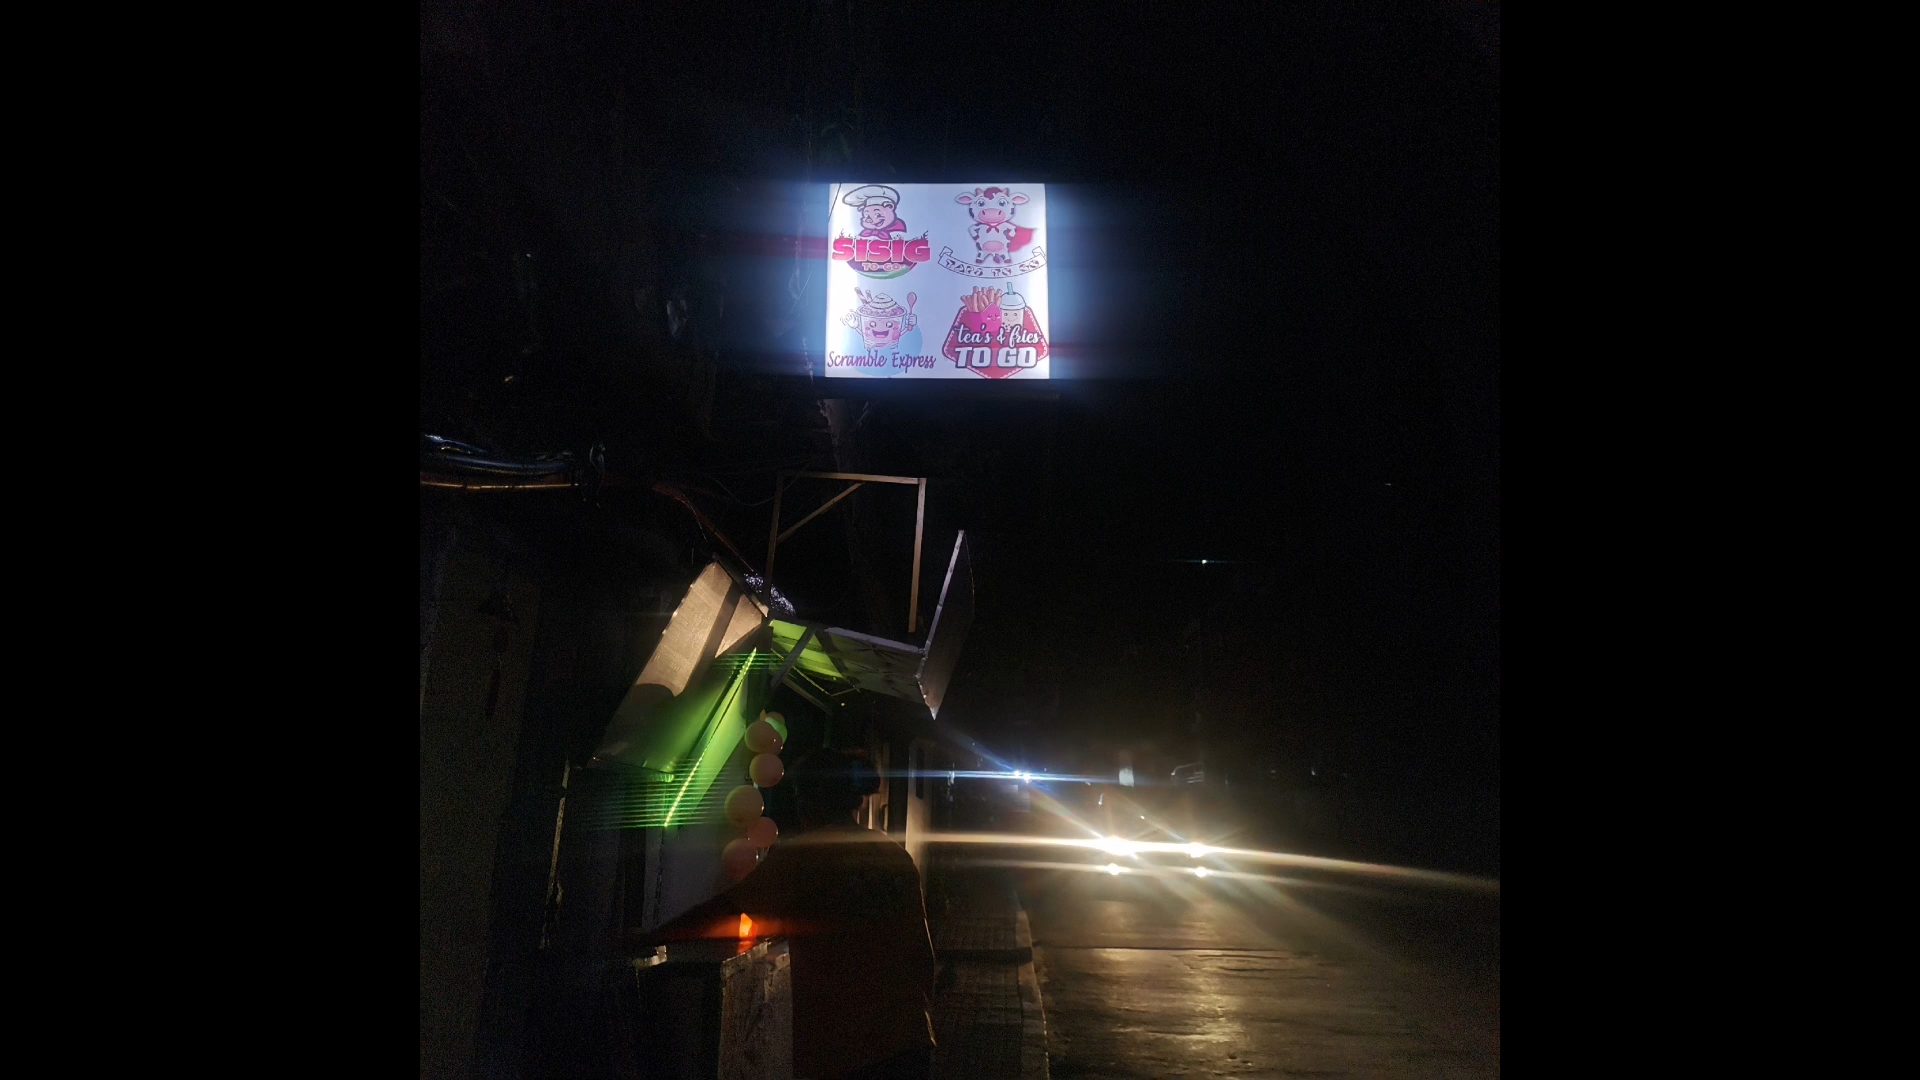 SISIG
TO-GO
Scramble Express
tea's & fries
TO GO